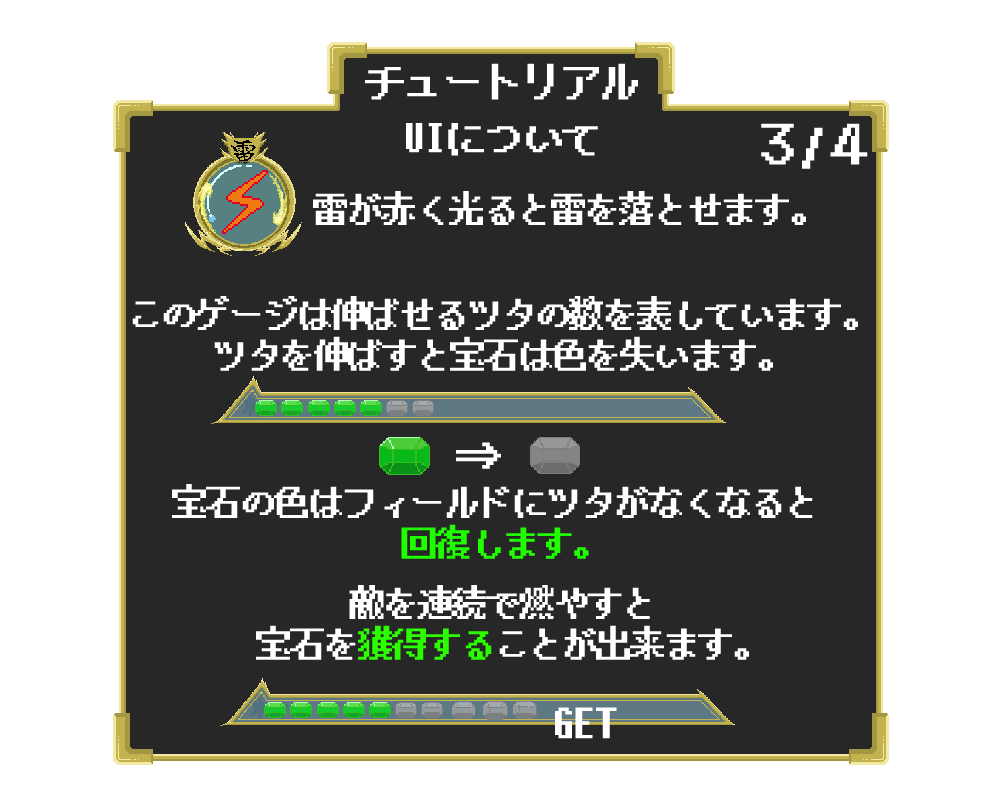 チュートリアル
UIについて
3/4
雷
雷が赤く光ると雷を落とせます。
このゲージは伸ばせるツタの数を表しています。
ツタを伸ばすと宝石は色を失います。
⇒
宝石の色はフィールドにツタがなくなると
回復します。
敵を連続で燃やすと
宝石を獲得することが出来ます。
GET